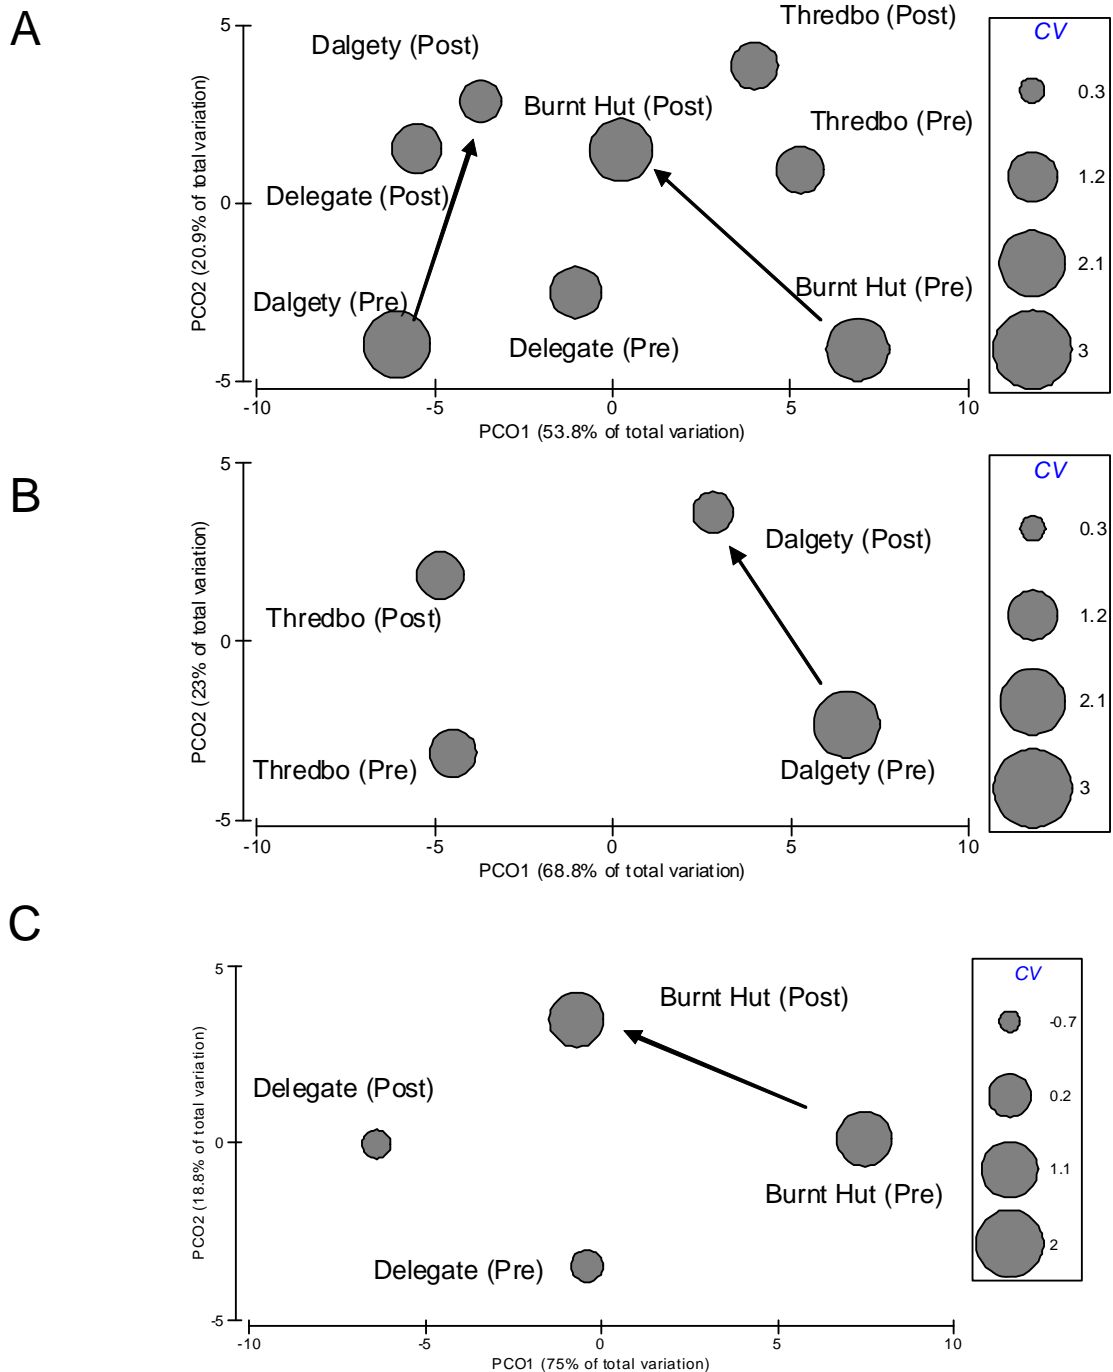 A
5
0
-5
PCO2 (20.9% of total variation)
Dalgety (Post)
Thredbo (Post)
Burnt Hut (Post)
Thredbo (Pre)
Delegate (Post)
Dalgety (Pre)
Burnt Hut (Pre)
Delegate (Pre)
-10 -5 0 5 10
PCO1 (53.8% of total variation)
CV
0.3
1.2
2.1
3
B
5
0
-5
PCO2 (23% of total variation)
Dalgety (Post)
Thredbo (Post)
Thredbo (Pre)
Dalgety (Pre)
-10 -5 0 5 10
PCO1 (68.8% of total variation)
CV
0.3
1.2
2.1
3
C
5
0
-5
PCO2 (18.8% of total variation)
Burnt Hut (Post)
Delegate (Post)
Burnt Hut (Pre)
Delegate (Pre)
-10 -5 0 5 10
PCO1 (75% of total variation)
CV
-0.7
0.2
1.1
2